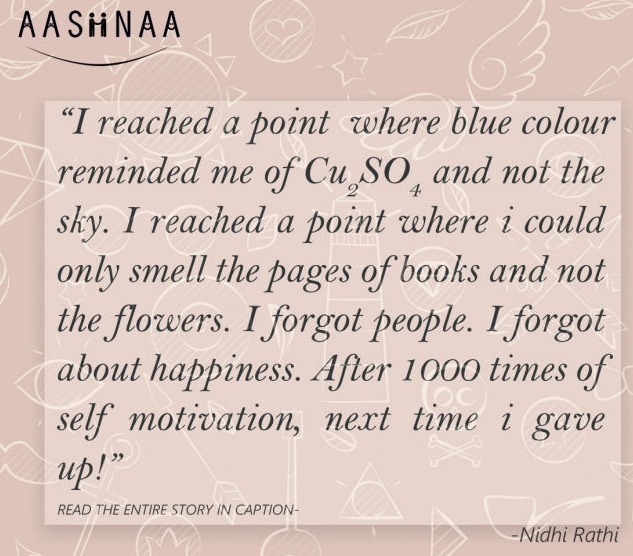 AASiiNAA
“I reached a point where blue colour
reminded me of Cu₂SO₄ and not the
sky. I reached a point where i could
only smell the pages of books and not
the flowers. I forgot people. I forgot
about happiness. After 1000 times of
self motivation, next time i gave
up!”
READ THE ENTIRE STORY iN CAPTION-
-Nidhi Rathi